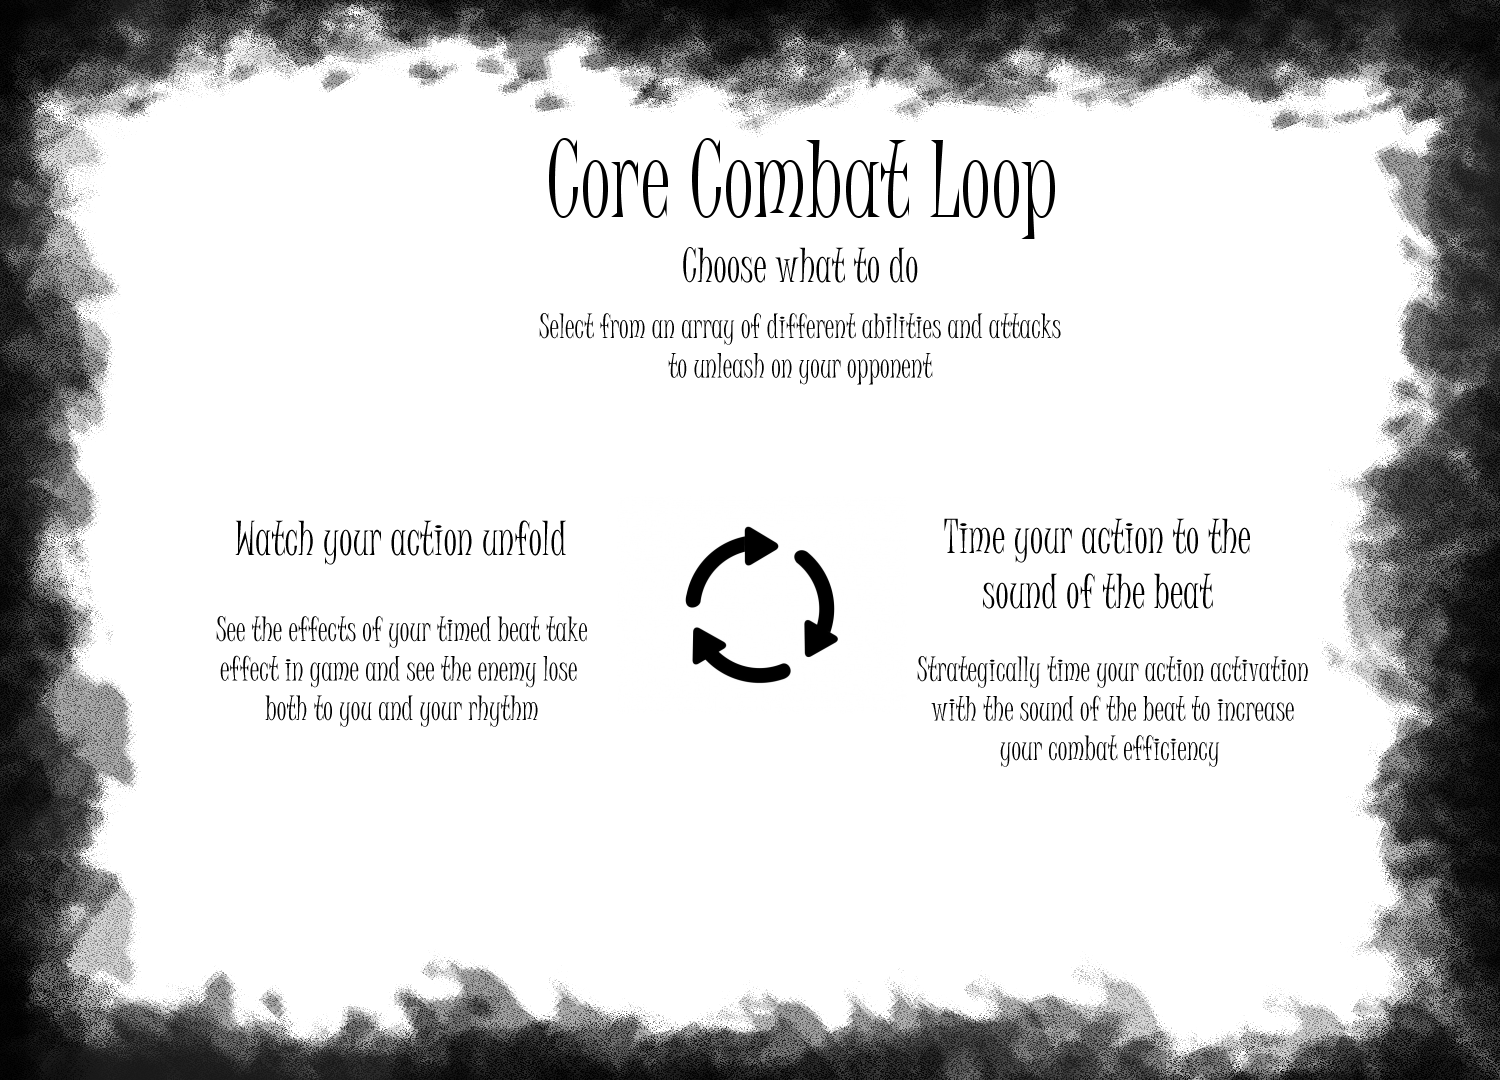 Core Combat Loop
Choose what to do
Select from an array of different abilities and attacks
to unleash on your opponent
Watch your action unfold
See the effects of your timed beat take
effect in game and see the enemy lose
both to you and your rhythm
Time your action to the
sound of the beat
Strategically time your action activation
with the sound of the beat to increase
your combat efficiency